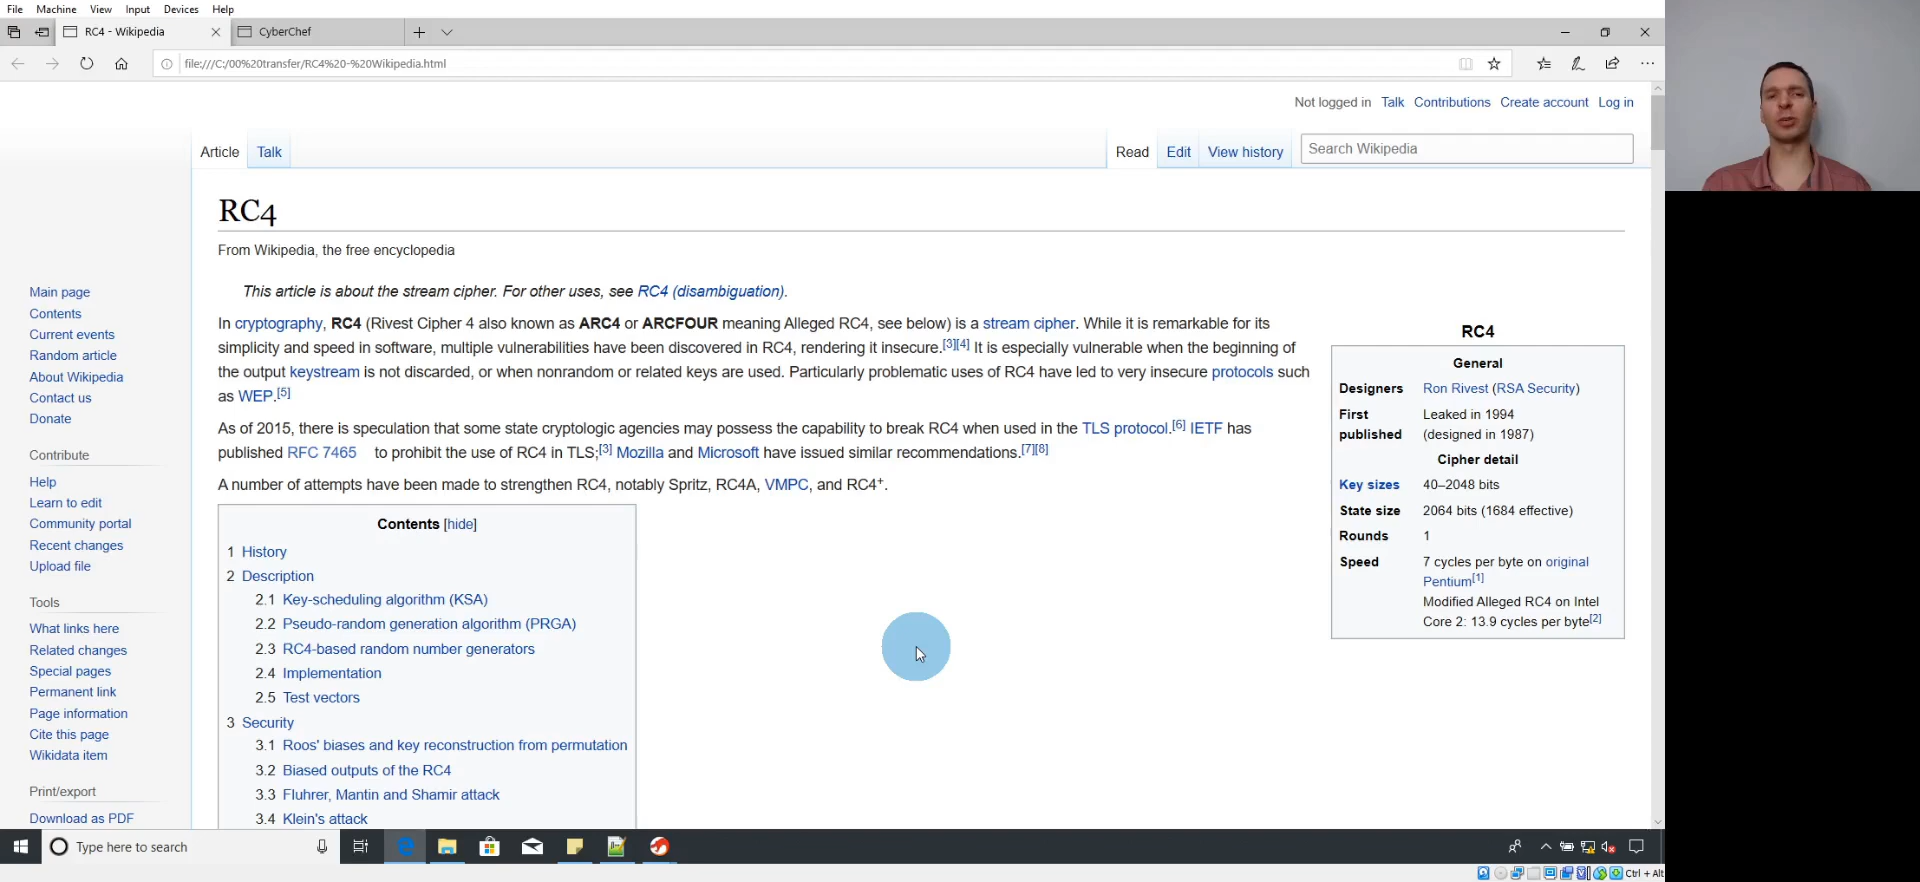 File Machine View Input Devices Help
RC4 - Wikipedia CyberChef
file:///C:/00%20transfer/RC4%20-%20Wikipedia.html
Not logged in Talk Contributions Create account Log in
Article Talk Read Edit View history Search Wikipedia
RC4
From Wikipedia, the free encyclopedia
This article is about the stream cipher. For other uses, see RC4 (disambiguation).
In cryptography, RC4 (Rivest Cipher 4 also known as ARC4 or ARCFOUR meaning Alleged RC4, see below) is a stream cipher. While it is remarkable for its
simplicity and speed in software, multiple vulnerabilities have been discovered in RC4, rendering it insecure.[3][4] It is especially vulnerable when the beginning of
the output keystream is not discarded, or when nonrandom or related keys are used. Particularly problematic uses of RC4 have led to very insecure protocols such
as WEP.[5]
As of 2015, there is speculation that some state cryptologic agencies may possess the capability to break RC4 when used in the TLS protocol.[6] IETF has
published RFC 7465 to prohibit the use of RC4 in TLS;[3] Mozilla and Microsoft have issued similar recommendations.[7][8]
A number of attempts have been made to strengthen RC4, notably Spritz, RC4A, VMPC, and RC4+.
Contents [hide]
1 History
2 Description
2.1 Key-scheduling algorithm (KSA)
2.2 Pseudo-random generation algorithm (PRGA)
2.3 RC4-based random number generators
2.4 Implementation
2.5 Test vectors
3 Security
3.1 Roos' biases and key reconstruction from permutation
3.2 Biased outputs of the RC4
3.3 Fluhrer, Mantin and Shamir attack
3.4 Klein's attack
RC4
General
Designers Ron Rivest (RSA Security)
First Leaked in 1994
published (designed in 1987)
Cipher detail
Key sizes 40–2048 bits
State size 2064 bits (1684 effective)
Rounds 1
Speed 7 cycles per byte on original
Pentium[1]
Modified Alleged RC4 on Intel
Core 2: 13.9 cycles per byte[2]
Main page
Contents
Current events
Random article
About Wikipedia
Contact us
Donate
Contribute
Help
Learn to edit
Community portal
Recent changes
Upload file
Tools
What links here
Related changes
Special pages
Permanent link
Page information
Cite this page
Wikidata item
Print/export
Download as PDF
Type here to search
Ctrl + Alt